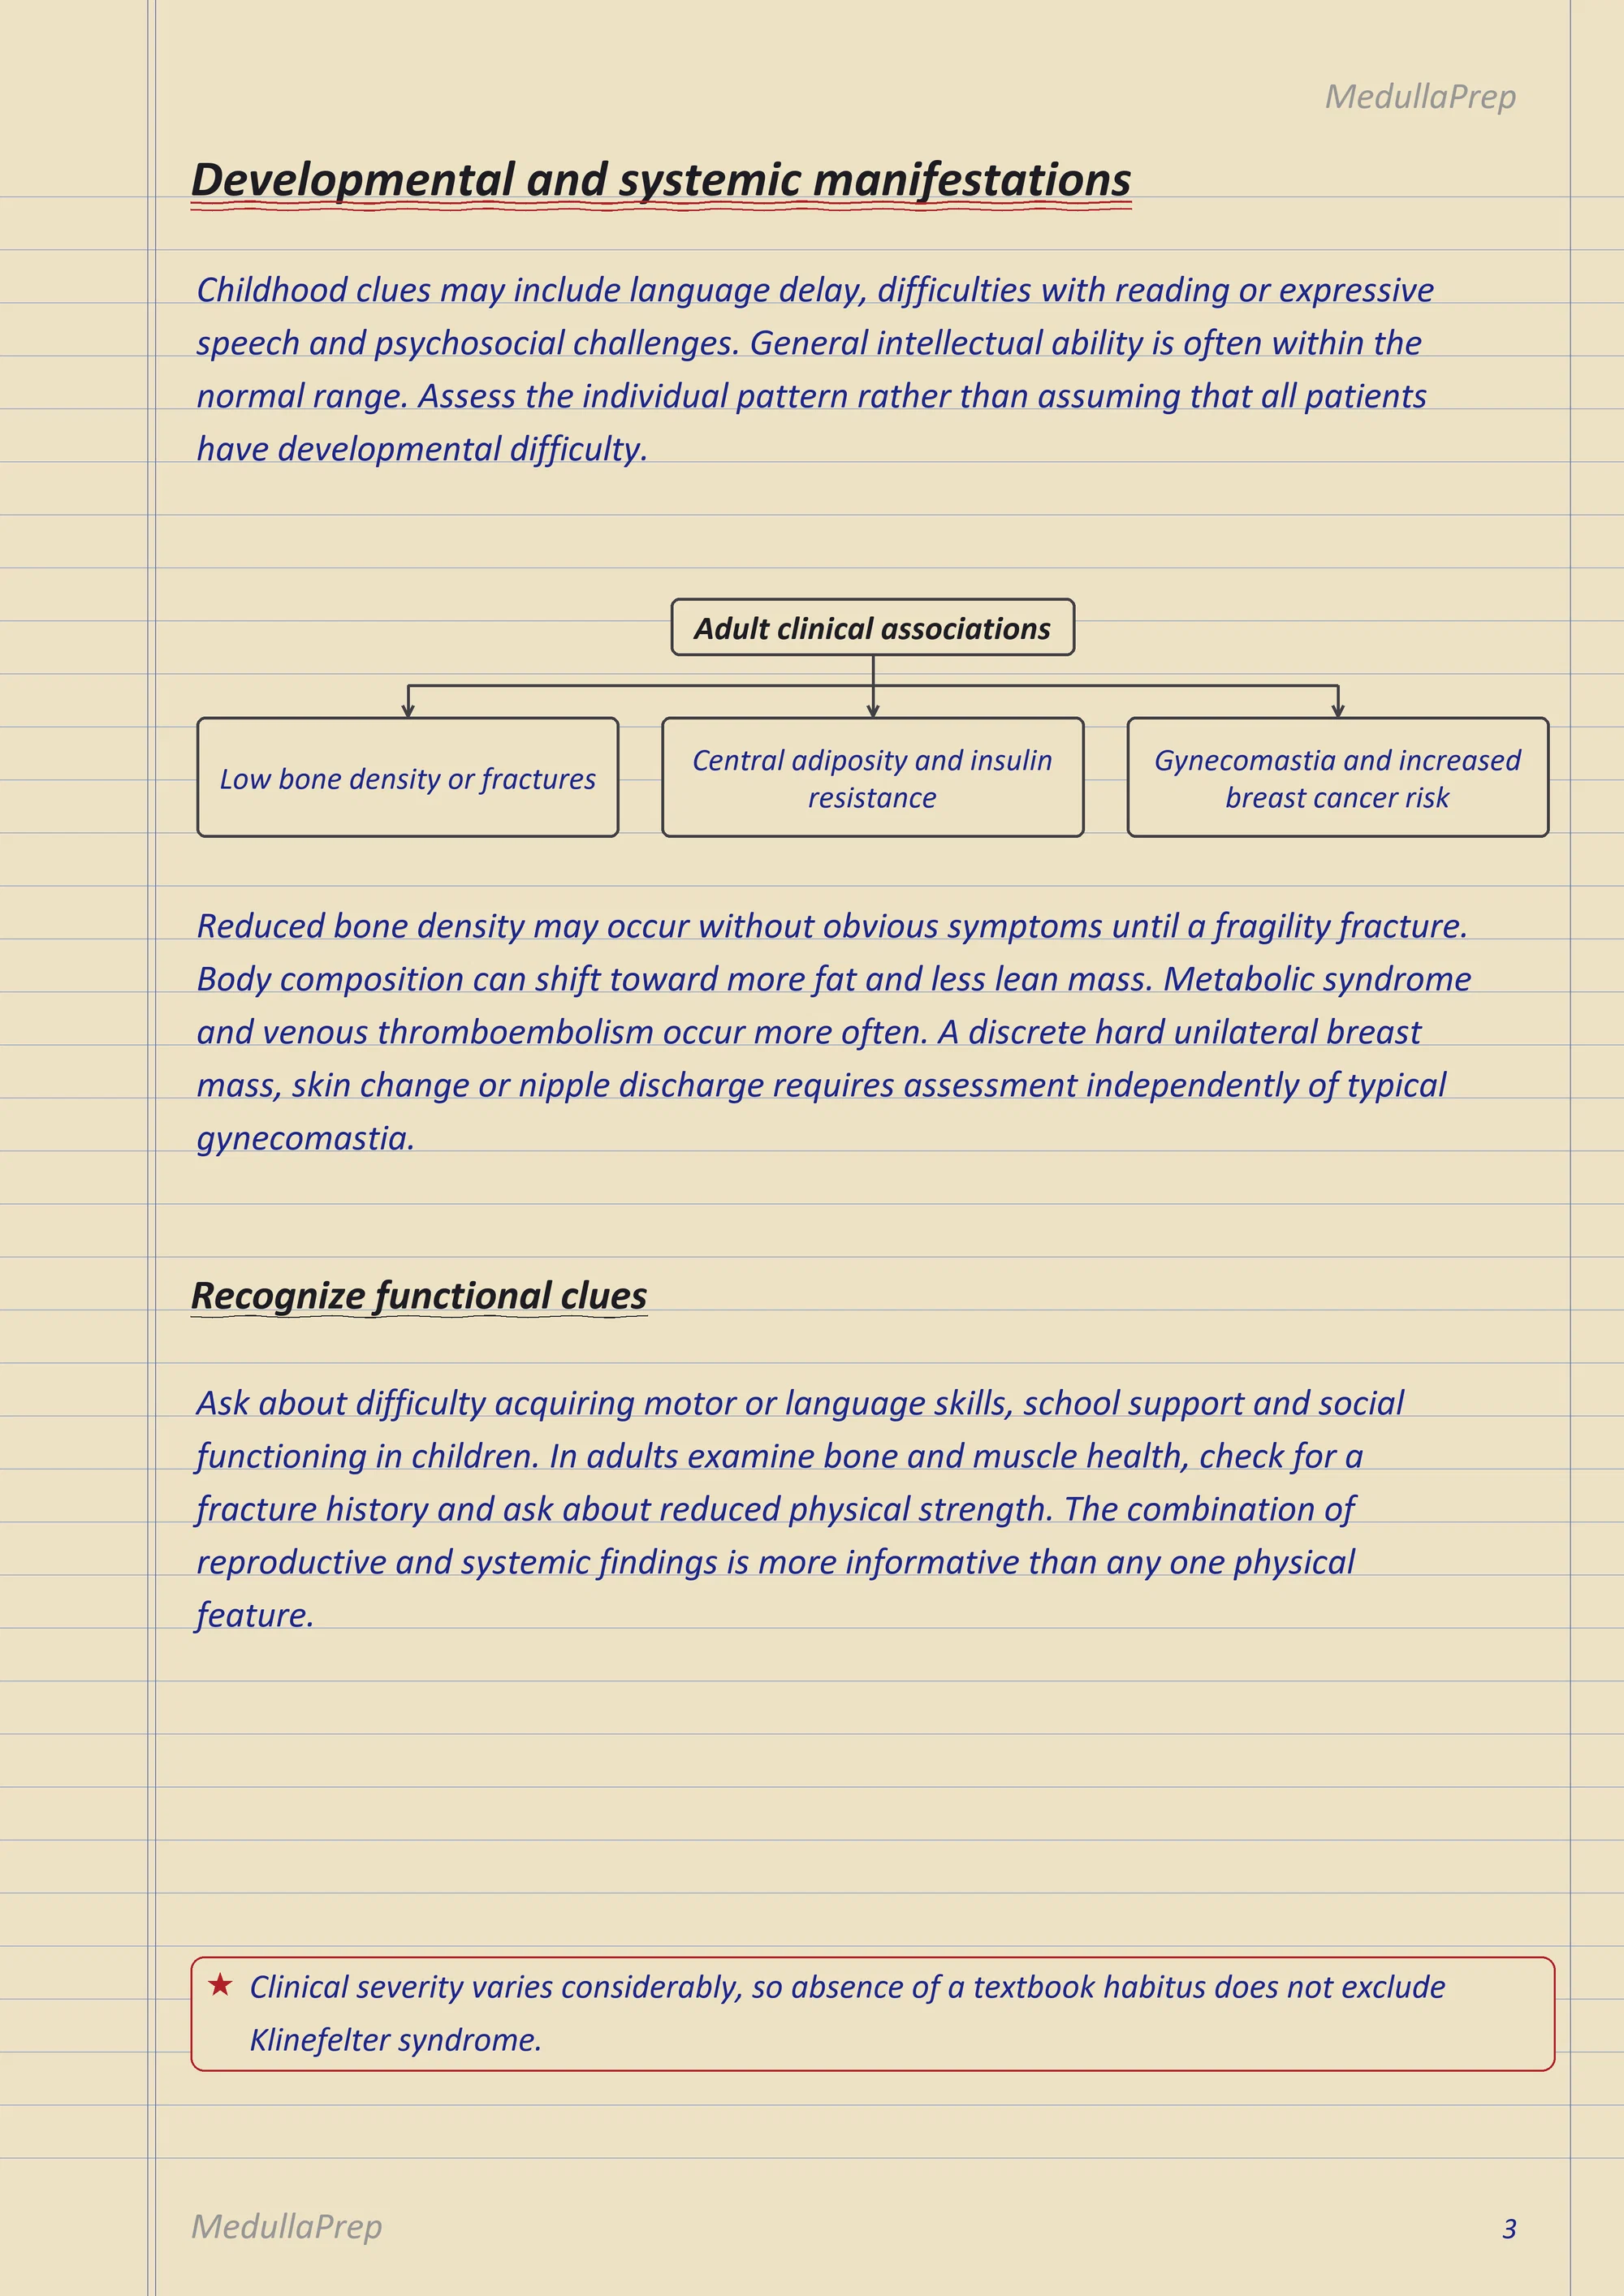 MedullaPrep
Developmental and systemic manifestations
Childhood clues may include language delay, difficulties with reading or expressive
speech and psychosocial challenges. General intellectual ability is often within the
normal range. Assess the individual pattern rather than assuming that all patients
have developmental difficulty.
Adult clinical associations
Low bone density or fractures
Central adiposity and insulin
resistance
Gynecomastia and increased
breast cancer risk
Reduced bone density may occur without obvious symptoms until a fragility fracture.
Body composition can shift toward more fat and less lean mass. Metabolic syndrome
and venous thromboembolism occur more often. A discrete hard unilateral breast
mass, skin change or nipple discharge requires assessment independently of typical
gynecomastia.
Recognize functional clues
Ask about difficulty acquiring motor or language skills, school support and social
functioning in children. In adults examine bone and muscle health, check for a
fracture history and ask about reduced physical strength. The combination of
reproductive and systemic findings is more informative than any one physical
feature.
★ Clinical severity varies considerably, so absence of a textbook habitus does not exclude
Klinefelter syndrome.
MedullaPrep
3